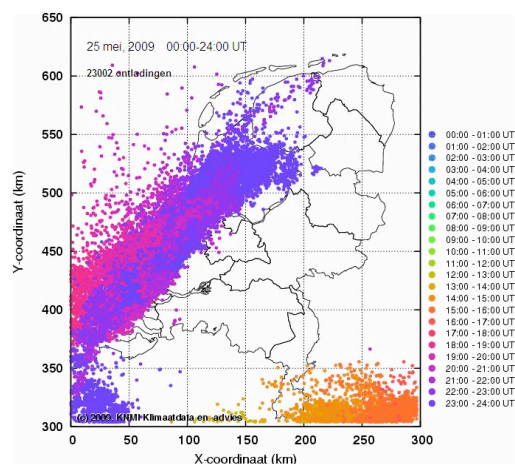 650
600
550
500
450
400
350
300
Y-coordinaat (km)
25 mei, 2009 00:00-24:00 UT
23002 ontladingen
(c) 2009, KNMI Klimaatdata en advies
0
50
100
150
200
250
300
X-coordinaat (km)
00:00 - 01:00 UT
01:00 - 02:00 UT
02:00 - 03:00 UT
03:00 - 04:00 UT
04:00 - 05:00 UT
05:00 - 06:00 UT
06:00 - 07:00 UT
07:00 - 08:00 UT
08:00 - 09:00 UT
09:00 - 10:00 UT
10:00 - 11:00 UT
11:00 - 12:00 UT
12:00 - 13:00 UT
13:00 - 14:00 UT
14:00 - 15:00 UT
15:00 - 16:00 UT
16:00 - 17:00 UT
17:00 - 18:00 UT
18:00 - 19:00 UT
19:00 - 20:00 UT
20:00 - 21:00 UT
21:00 - 22:00 UT
22:00 - 23:00 UT
23:00 - 24:00 UT